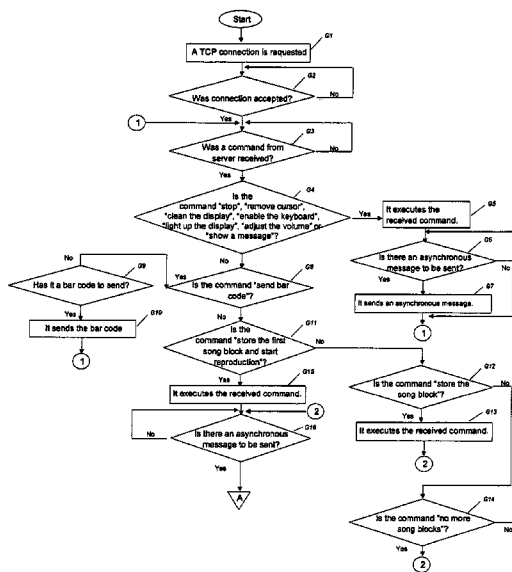 Start
G1
A TCP connection is requested
G2
Was connection accepted?
No
Yes
1
G3
Was a command from
server received?
No
Yes
G4
Is the
command "stop", "remove cursor",
"clean the display", "enable the keyboard",
"light up the display", "adjust the volume" or
"show a message"?
Yes
G5
It executes the
received command.
No
G6
Is there an asynchronous
message to be sent?
No
Yes
G7
It sends an asynchronous message.
1
G8
Is the command "send bar
code"?
Yes
No
G9
Has it a bar code to send?
No
Yes
G10
It sends the bar code
1
G11
Is the
command "store the first
song block and start
reproduction"?
No
Yes
G15
It executes the received command.
2
G16
Is there an asynchronous
message to be sent?
No
Yes
A
G12
Is the command "store the
song block"?
No
Yes
G13
It executes the received command.
2
G14
Is the command "no more
song blocks"?
No
Yes
2